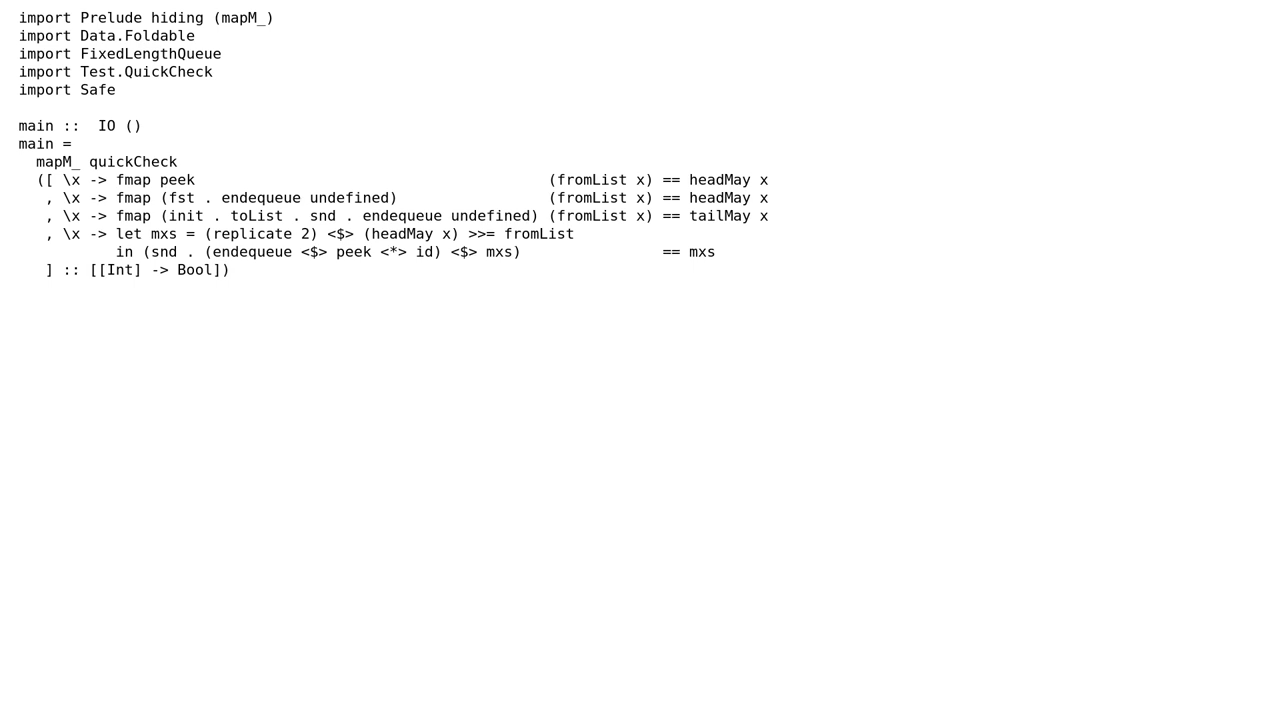 import Prelude hiding (mapM_)
import Data.Foldable
import FixedLengthQueue
import Test.QuickCheck
import Safe

main ::  IO ()
main =
  mapM_ quickCheck
  ([ \x -> fmap peek                                        (fromList x) == headMay x
   , \x -> fmap (fst . endequeue undefined)                 (fromList x) == headMay x
   , \x -> fmap (init . toList . snd . endequeue undefined) (fromList x) == tailMay x
   , \x -> let mxs = (replicate 2) <$> (headMay x) >>= fromList
           in (snd . (endequeue <$> peek <*> id) <$> mxs)                == mxs
   ] :: [[Int] -> Bool])